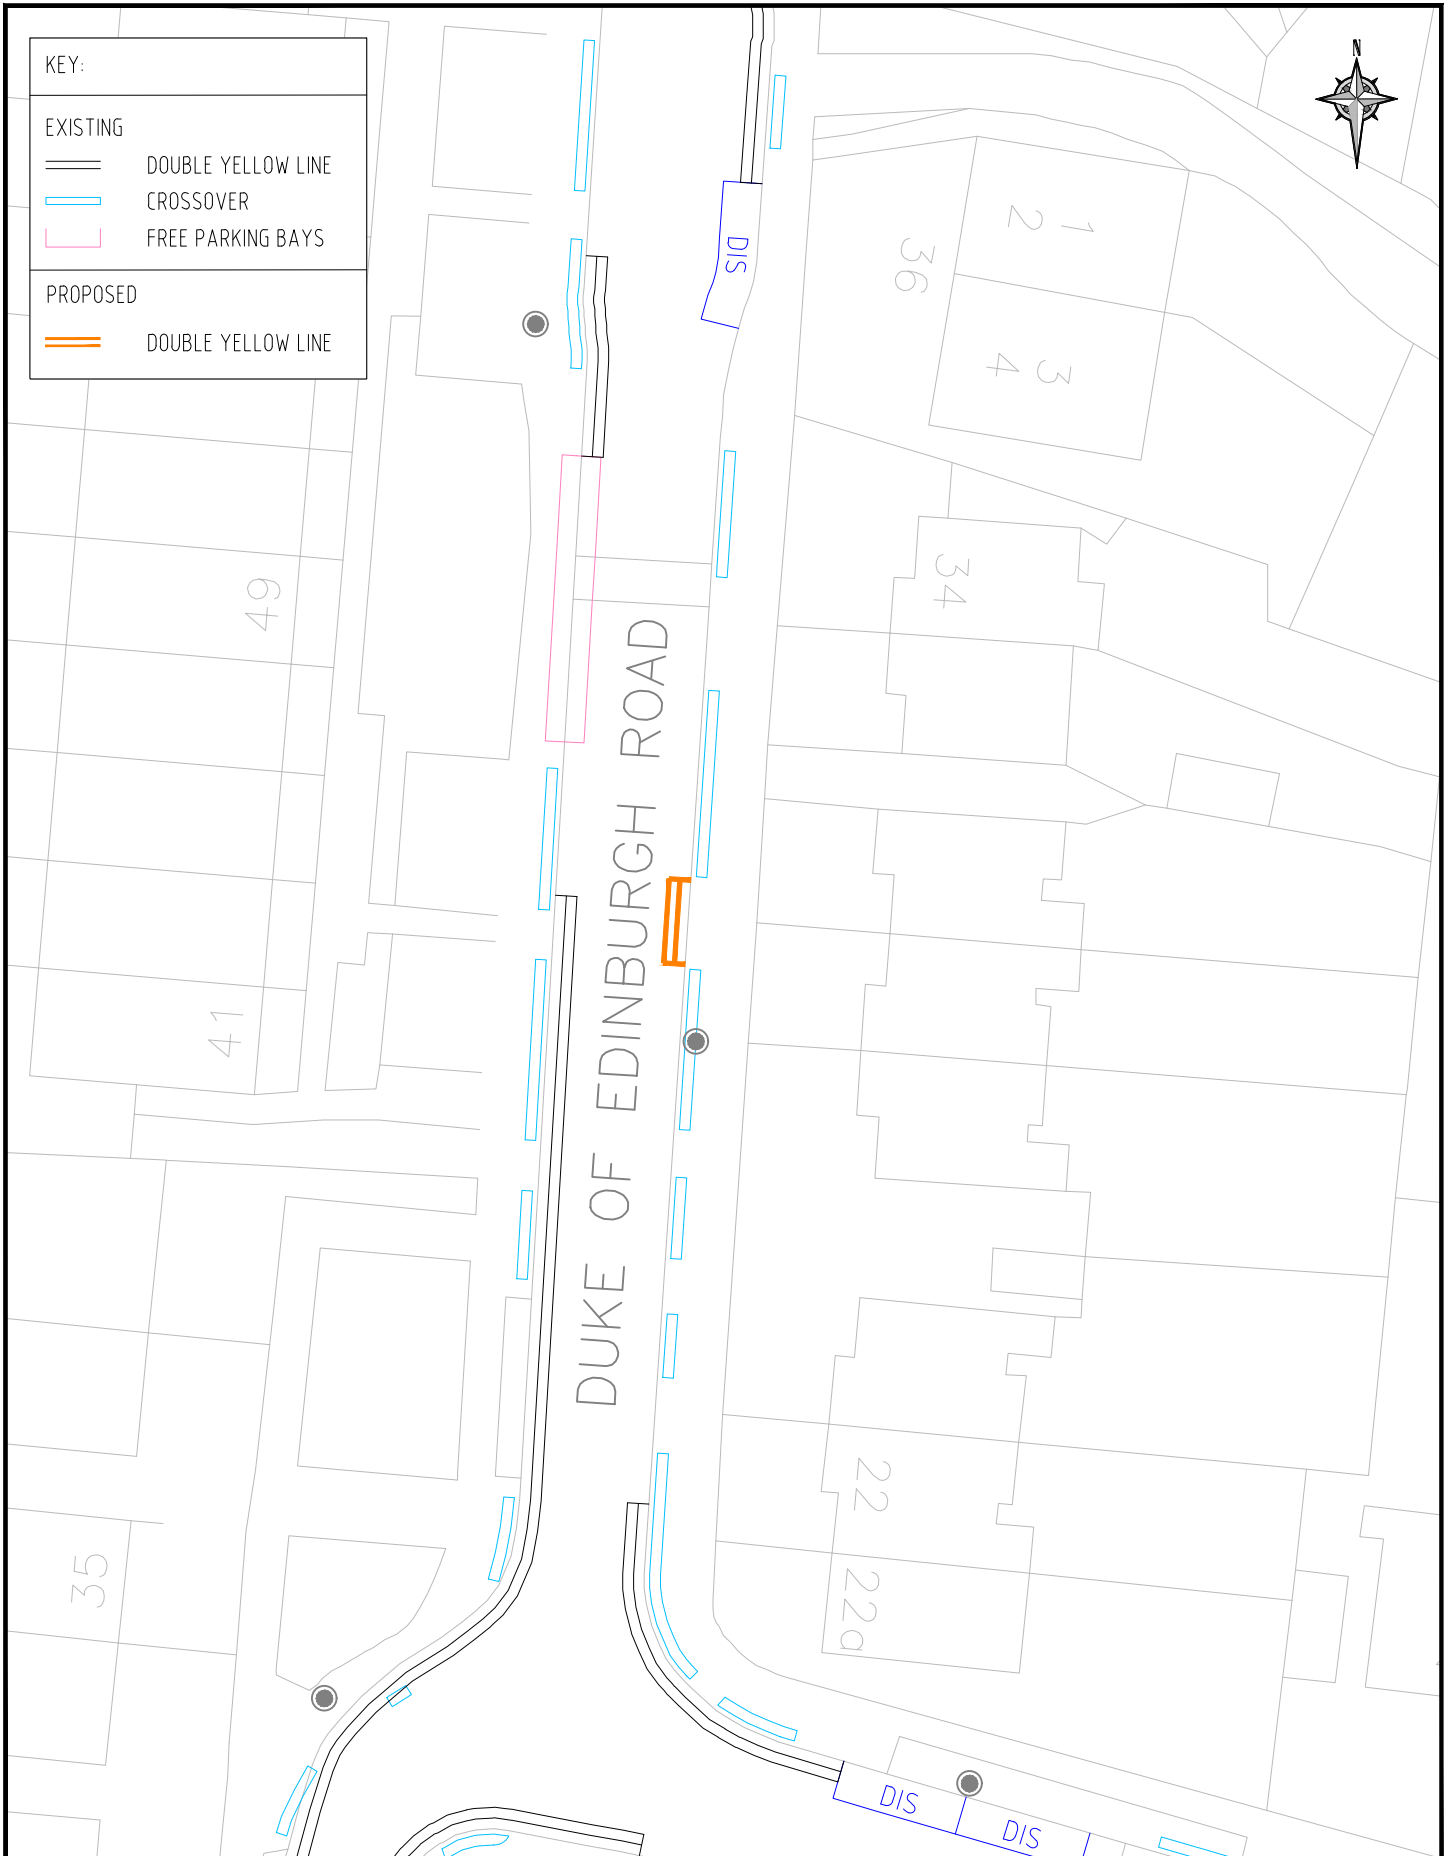 KEY:
EXISTING
DOUBLE YELLOW LINE
CROSSOVER
FREE PARKING BAYS
PROPOSED
DOUBLE YELLOW LINE
N
DIS
36
1
2
3
4
34
49
DUKE OF EDINBURGH ROAD
41
22
22a
35
DIS
DIS